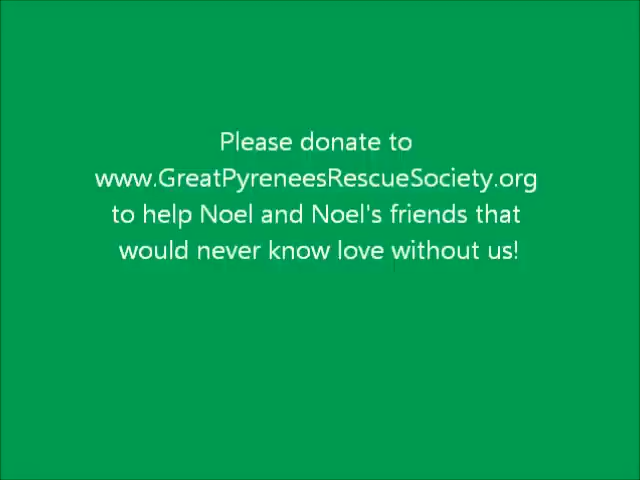 Please donate to
www.GreatPyreneesRescueSociety.org
to help Noel and Noel's friends that
would never know love without us!